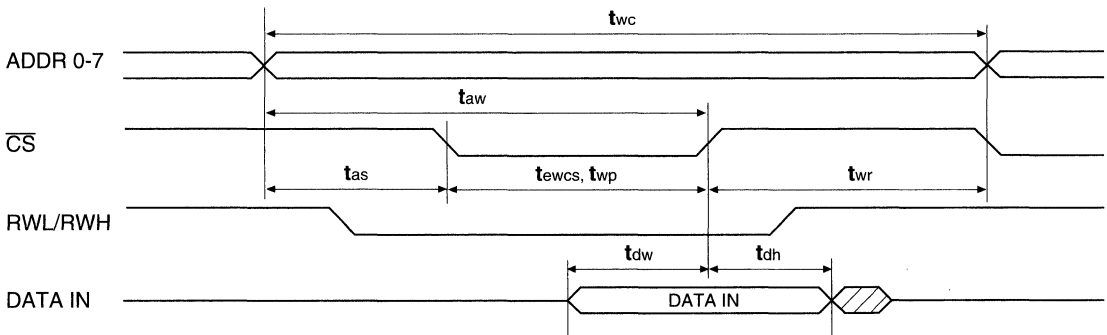 twc
ADDR 0-7
taw
CS
tas tewcs, twp twr
RWL/RWH
tdw tdh
DATA IN DATA IN